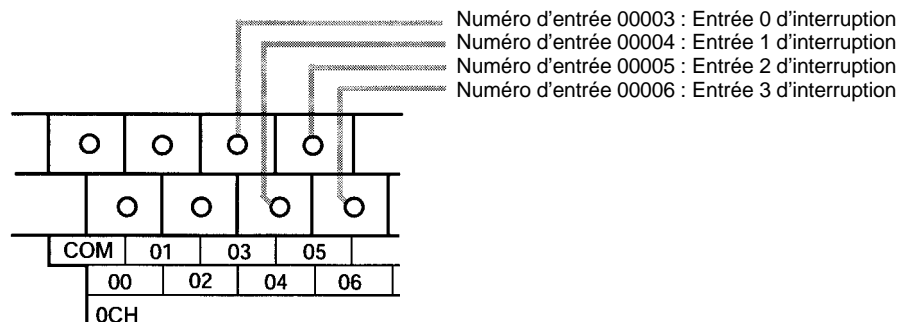 Numéro d'entrée 00003 : Entrée 0 d'interruption
Numéro d'entrée 00004 : Entrée 1 d'interruption
Numéro d'entrée 00005 : Entrée 2 d'interruption
Numéro d'entrée 00006 : Entrée 3 d'interruption
COM 01 03 05
00 02 04 06
0CH